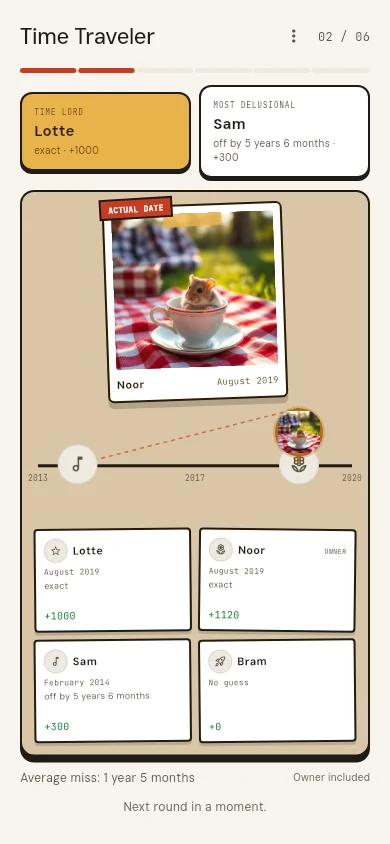 Time Traveler
02 / 06
TIME LORD
Lotte
exact · +1000
MOST DELUSIONAL
Sam
off by 5 years 6 months ·
+300
ACTUAL DATE
Noor
August 2019
2013
2017
2020
Lotte
August 2019
exact
+1000
Noor
OWNER
August 2019
exact
+1120
Sam
February 2014
off by 5 years 6 months
+300
Bram
No guess
+0
Average miss: 1 year 5 months
Owner included
Next round in a moment.